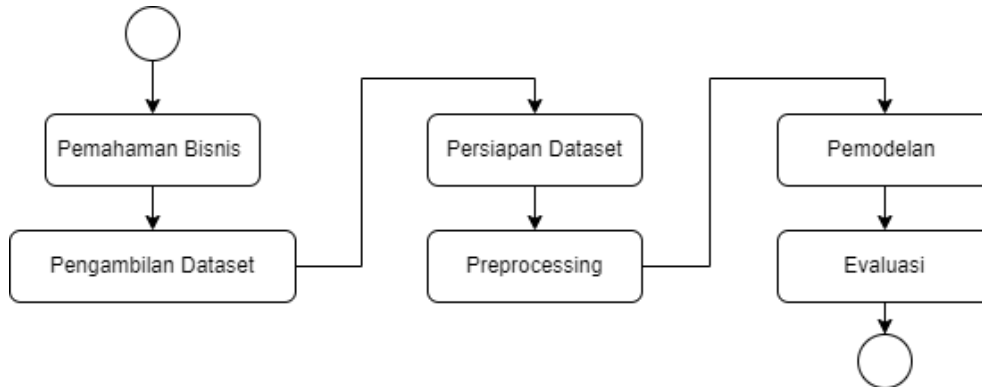 Pemahaman Bisnis
Pengambilan Dataset
Persiapan Dataset
Preprocessing
Pemodelan
Evaluasi